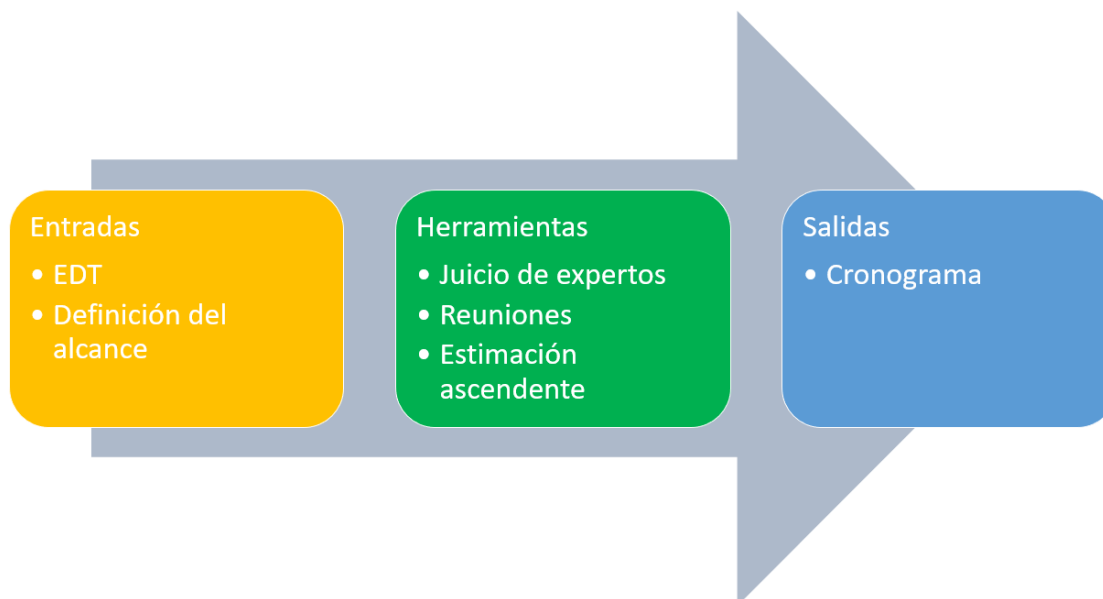 Entradas
• EDT
• Definición del
alcance
Herramientas
• Juicio de expertos
• Reuniones
• Estimación
ascendente
Salidas
• Cronograma